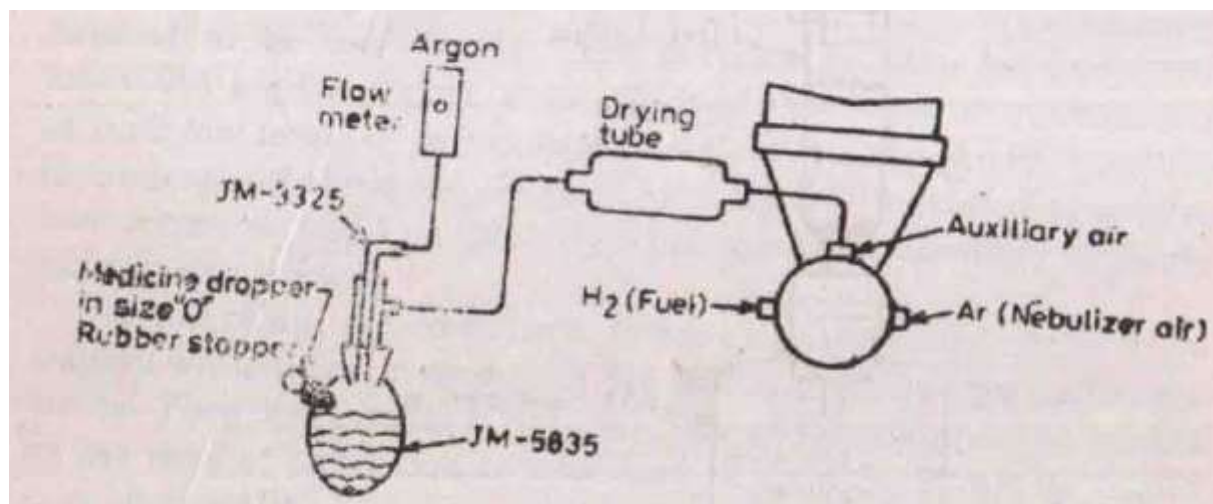 Argon
Flow
meter
Drying
tube
JM-3325
Auxiliary air
Medicine dropper
in size "0"
Rubber stopper
H2 (Fuel)
Ar (Nebulizer air)
JM-5835